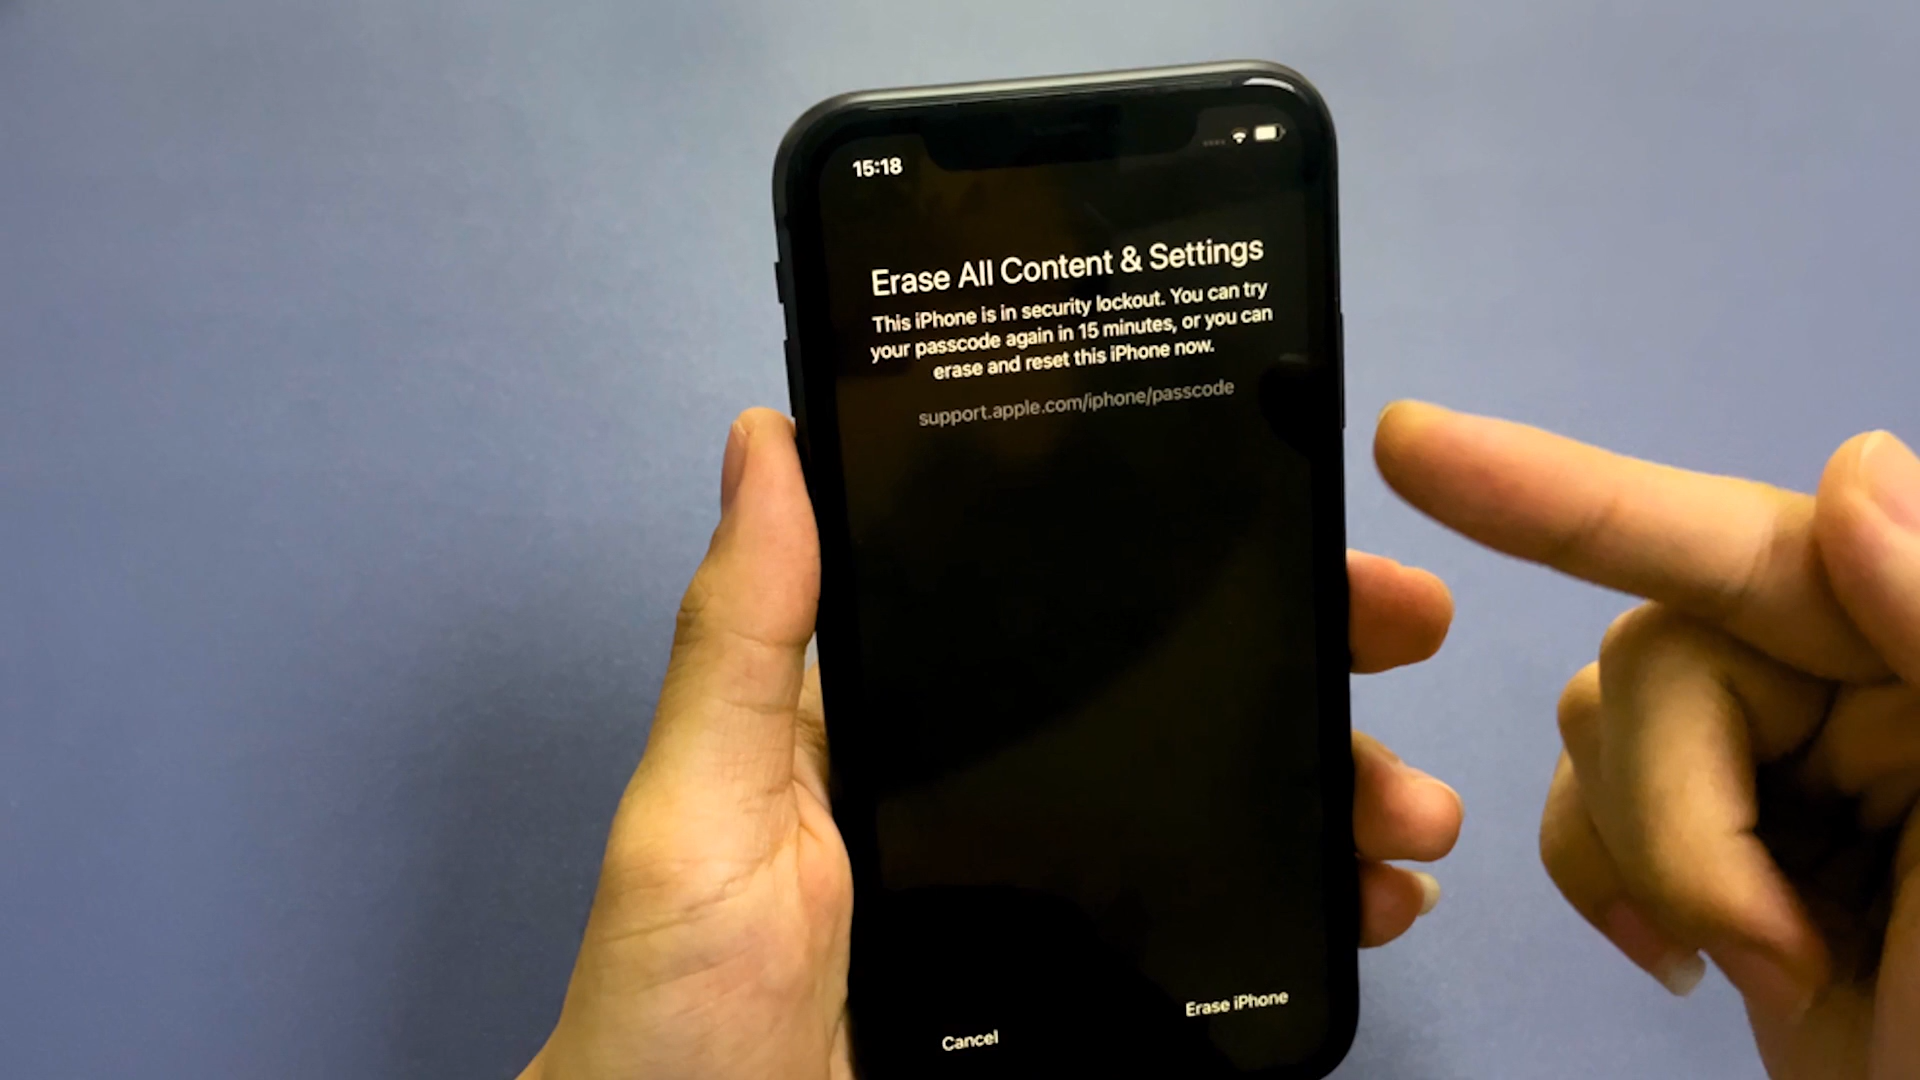 15:18
Erase All Content & Settings
This iPhone is in security lockout. You can try
your passcode again in 15 minutes, or you can
erase and reset this iPhone now.
support.apple.com/iphone/passcode
Erase iPhone
Cancel